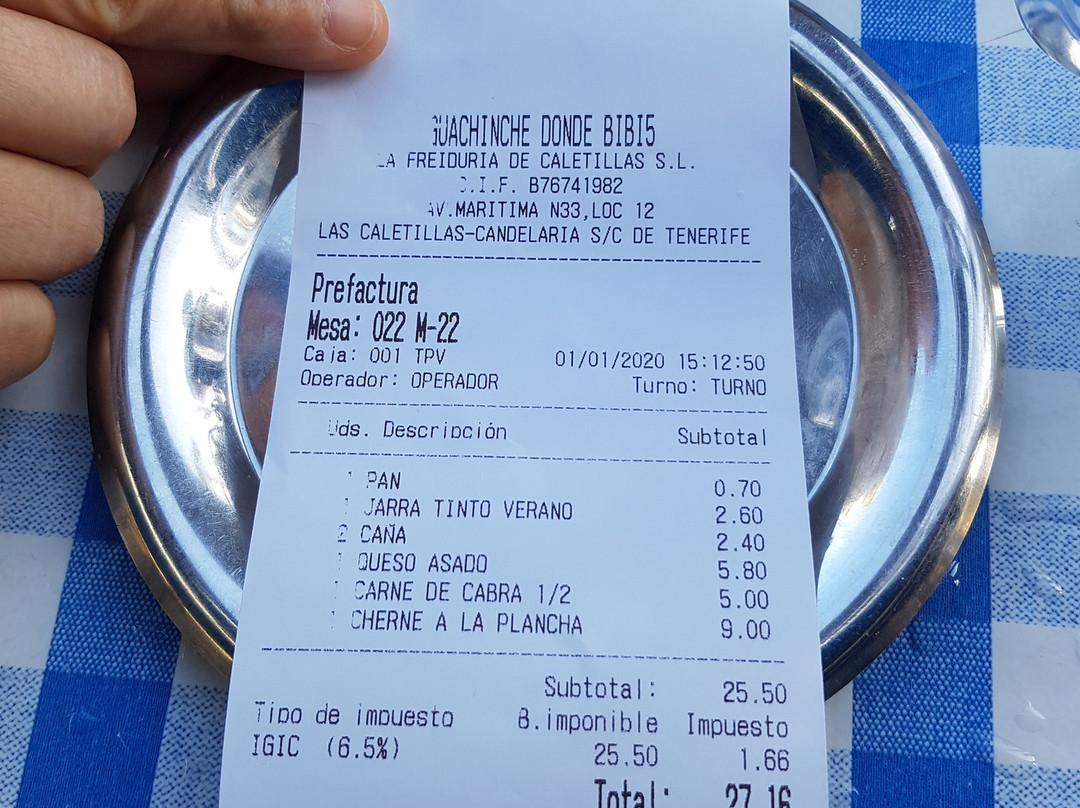 GUACHINCHE DONDE BIBI5
LA FREIDURIA DE CALETILLAS S.L.
C.I.F. B76741982
AV.MARITIMA N33,LOC 12
LAS CALETILLAS-CANDELARIA S/C DE TENERIFE
Prefactura
Mesa: 022 M-22
Caja: 001 TPV 01/01/2020 15:12:50
Operador: OPERADOR Turno: TURNO
Uds. Descripción Subtotal
1 PAN 0.70
1 JARRA TINTO VERANO 2.60
2 CAÑA 2.40
1 QUESO ASADO 5.80
1 CARNE DE CABRA 1/2 5.00
1 CHERNE A LA PLANCHA 9.00
Subtotal: 25.50
Tipo de impuesto B.imponible Impuesto
IGIC (6.5%) 25.50 1.66
Total: 27.16